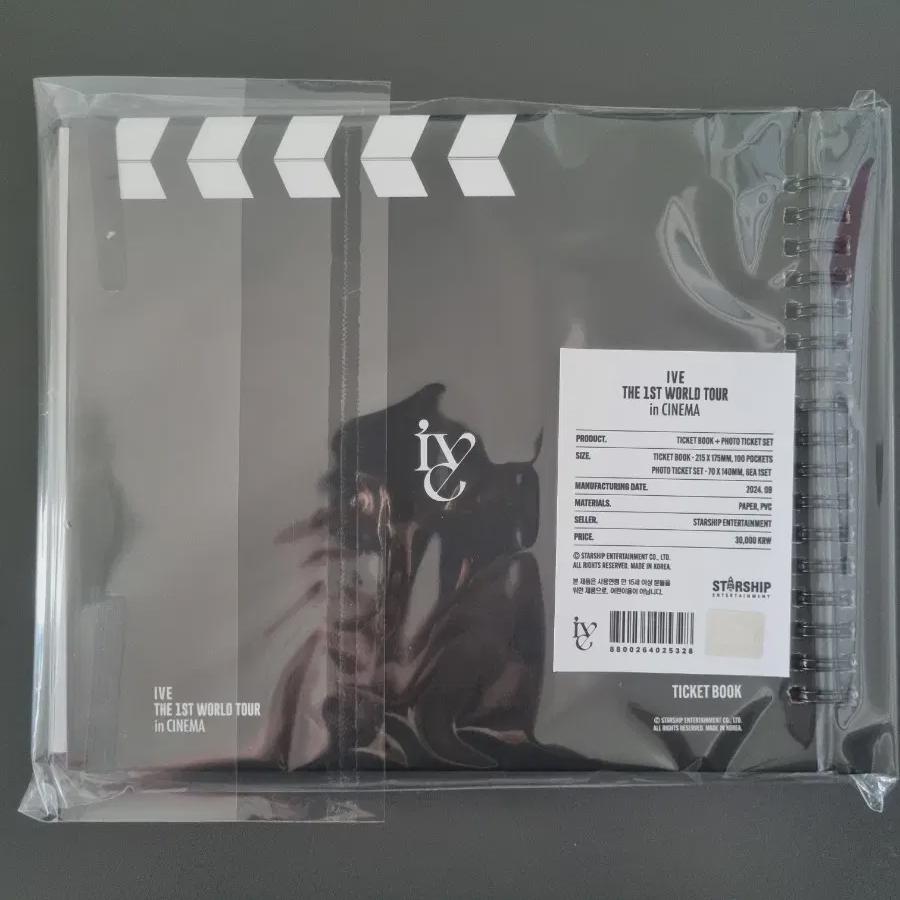 ive
IVE
THE 1ST WORLD TOUR
in CINEMA
IVE
THE 1ST WORLD TOUR
in CINEMA
PRODUCT. TICKET BOOK + PHOTO TICKET SET
SIZE. TICKET BOOK - 215 X 175MM, 100 POCKETS
PHOTO TICKET SET - 70 X 140MM, 6EA 1SET
MANUFACTURING DATE. 2024. 09
MATERIALS. PAPER, PVC
SELLER. STARSHIP ENTERTAINMENT
PRICE. 30,000 KRW
© STARSHIP ENTERTAINMENT CO., LTD.
ALL RIGHTS RESERVED. MADE IN KOREA.
본 제품은 사용연령 만 15세 이상 분들을
위한 제품으로, 어린이용이 아닙니다.
STARSHIP
ENTERTAINMENT
ive
8800264025328
TICKET BOOK
© STARSHIP ENTERTAINMENT CO., LTD.
ALL RIGHTS RESERVED. MADE IN KOREA.